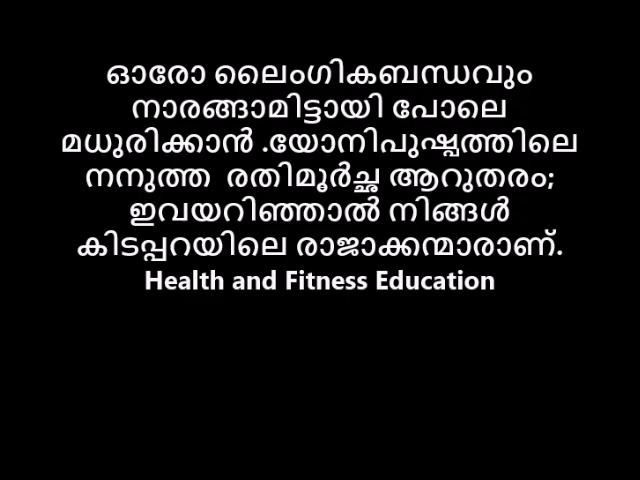 ഓരോ ലൈംഗികബന്ധവും
നാരങ്ങാമിട്ടായി പോലെ
മധുരിക്കാൻ .യോനിപുഷ്പത്തിലെ
നനുത്ത രതിമൂർച്ഛ ആറുതരം;
ഇവയറിഞ്ഞാൽ നിങ്ങൾ
കിടപ്പറയിലെ രാജാക്കന്മാരാണ്.
Health and Fitness Education